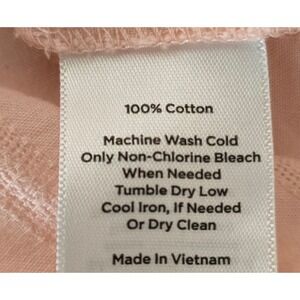 100% Cotton
Machine Wash Cold
Only Non-Chlorine Bleach
When Needed
Tumble Dry Low
Cool Iron, If Needed
Or Dry Clean
Made In Vietnam